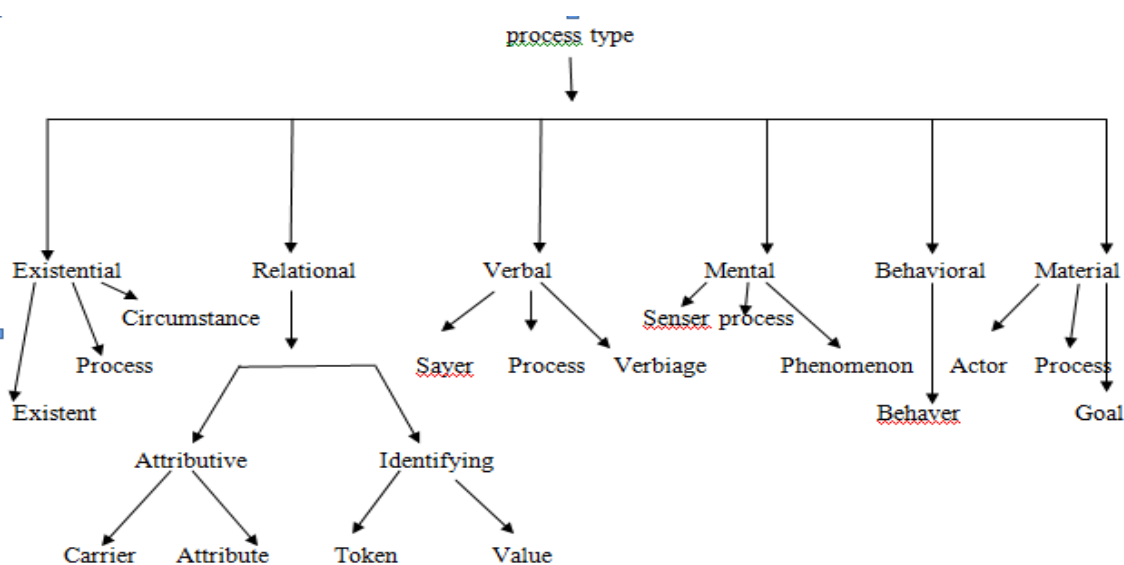 process type
Existential Relational Verbal Mental Behavioral Material
Circumstance Senser process
Process Sayer Process Verbiage Phenomenon Actor Process
Existent Behaver Goal
Attributive Identifying
Carrier Attribute Token Value